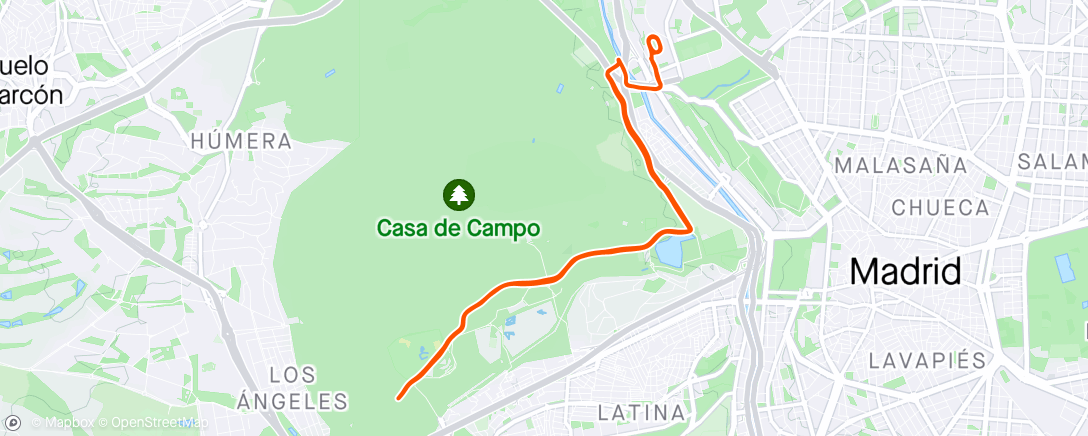 uelo
arcón
HÚMERA
Casa de Campo
MALASAÑA
SALAM
CHUECA
Madrid
LAVAPIÉS
LOS
ÁNGELES
LATINA
© Mapbox © OpenStreetMap